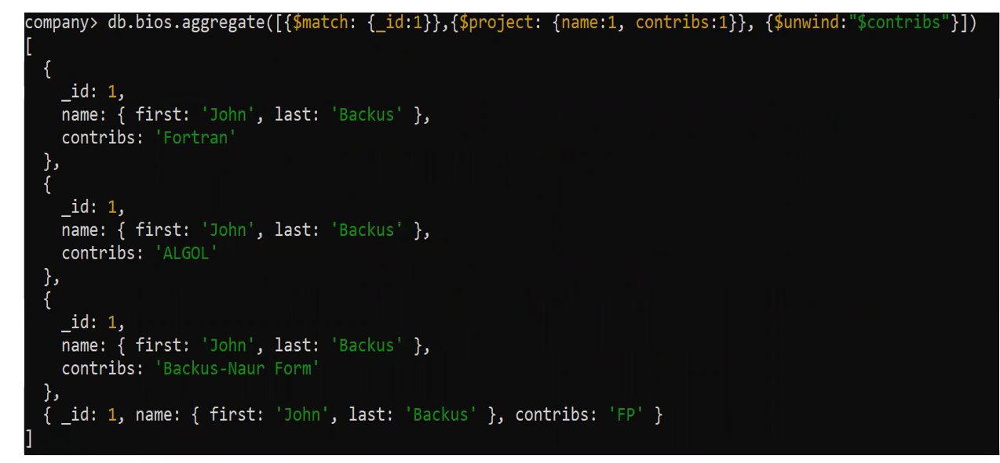 company> db.bios.aggregate([{$match: {_id:1}},{$project: {name:1, contribs:1}}, {$unwind:"$contribs"}])
[
  {
    _id: 1,
    name: { first: 'John', last: 'Backus' },
    contribs: 'Fortran'
  },
  {
    _id: 1,
    name: { first: 'John', last: 'Backus' },
    contribs: 'ALGOL'
  },
  {
    _id: 1,
    name: { first: 'John', last: 'Backus' },
    contribs: 'Backus-Naur Form'
  },
  { _id: 1, name: { first: 'John', last: 'Backus' }, contribs: 'FP' }
]